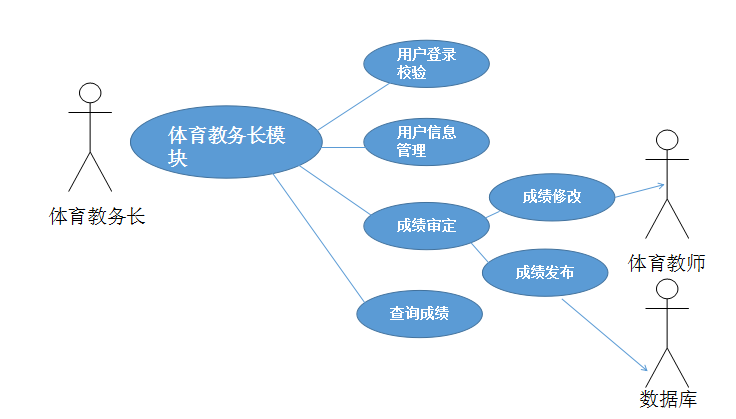 用户登录
校验
体育教务长模
块
用户信息
管理
体育教务长
成绩审定
成绩修改
成绩发布
体育教师
查询成绩
数据库